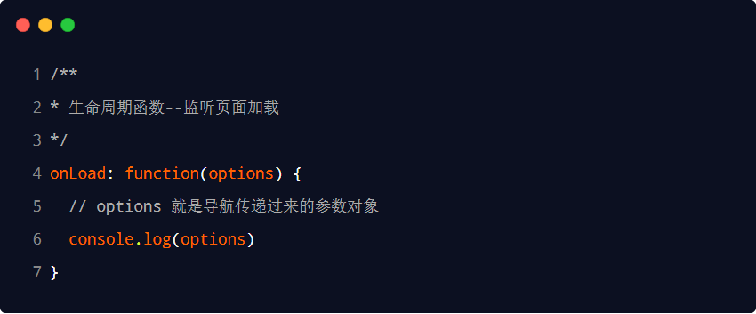 1 /**
2 * 生命周期函数--监听页面加载
3 */
4 onLoad: function(options) {
5   // options 就是导航传递过来的参数对象
6   console.log(options)
7 }